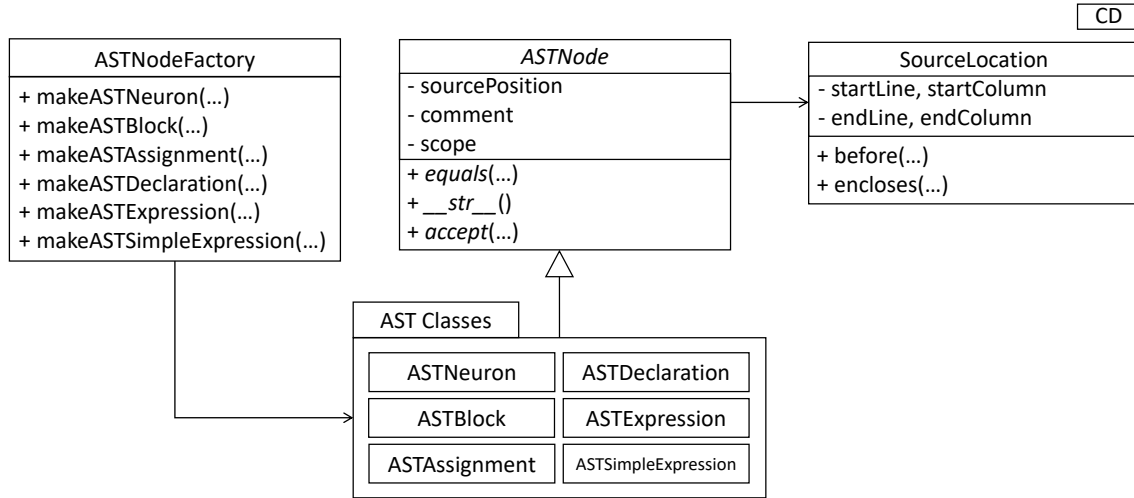 CD
ASTNodeFactory
+ makeASTNeuron(...)
+ makeASTBlock(...)
+ makeASTAssignment(...)
+ makeASTDeclaration(...)
+ makeASTExpression(...)
+ makeASTSimpleExpression(...)
ASTNode
- sourcePosition
- comment
- scope
+ equals(...)
+ __str__()
+ accept(...)
SourceLocation
- startLine, startColumn
- endLine, endColumn
+ before(...)
+ encloses(...)
AST Classes
ASTNeuron
ASTDeclaration
ASTBlock
ASTExpression
ASTAssignment
ASTSimpleExpression